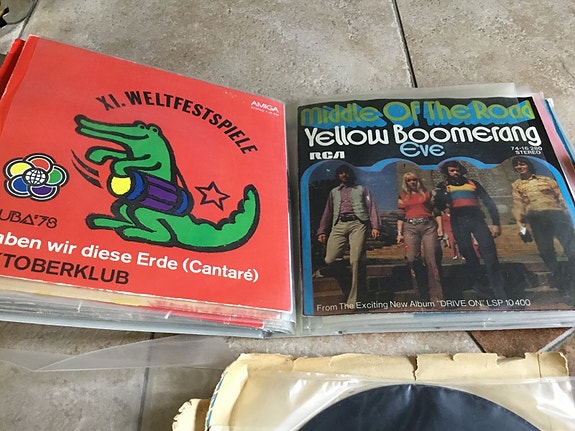 XI. WELTFESTSPIELE
AMIGA
UBA'78
aben wir diese Erde (Cantaré)
KTOBERKLUB
Middle Of The Road
Yellow Boomerang
Eve
RCA
74-16 280
STEREO
From The Exciting New Album "DRIVE ON" LSP 10 400